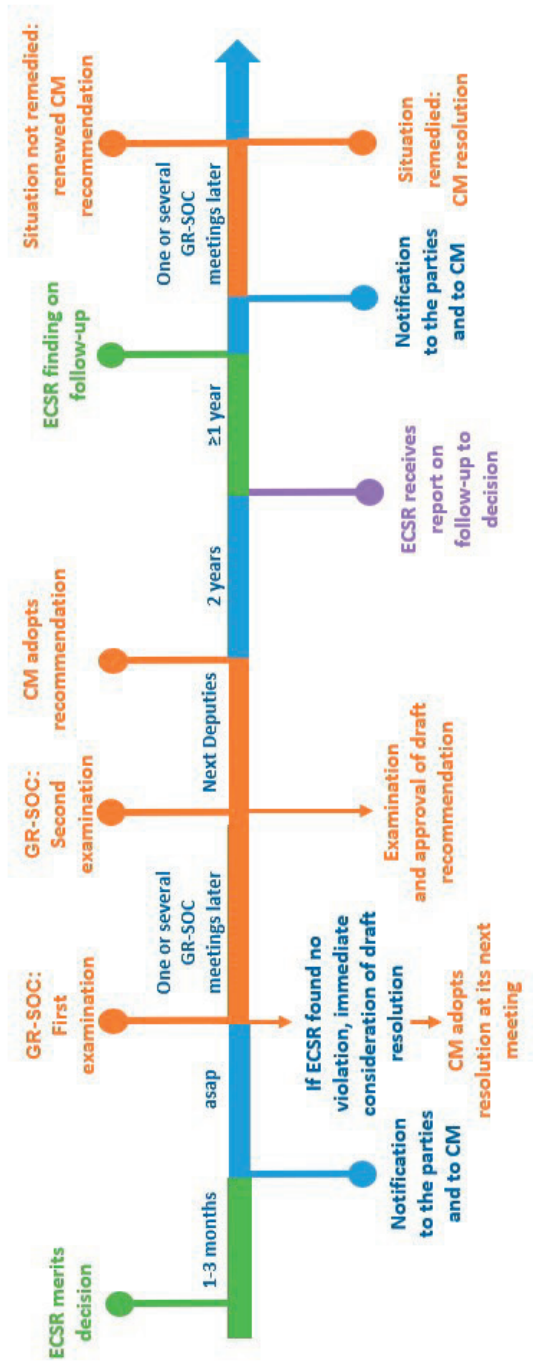 ECSR merits
decision
1-3 months
Notification
to the parties
and to CM
asap
GR-SOC:
First
examination
If ECSR found no
violation, immediate
consideration of draft
resolution
CM adopts
resolution at its next
meeting
One or several
GR-SOC
meetings later
GR-SOC:
Second
examination
Examination
and approval of draft
recommendation
Next Deputies
CM adopts
recommendation
2 years
ECSR receives
report on
follow-up to
decision
≥1 year
ECSR finding on
follow-up
Notification
to the parties
and to CM
One or several
GR-SOC
meetings later
Situation not remedied:
renewed CM
recommendation
Situation
remedied:
CM resolution